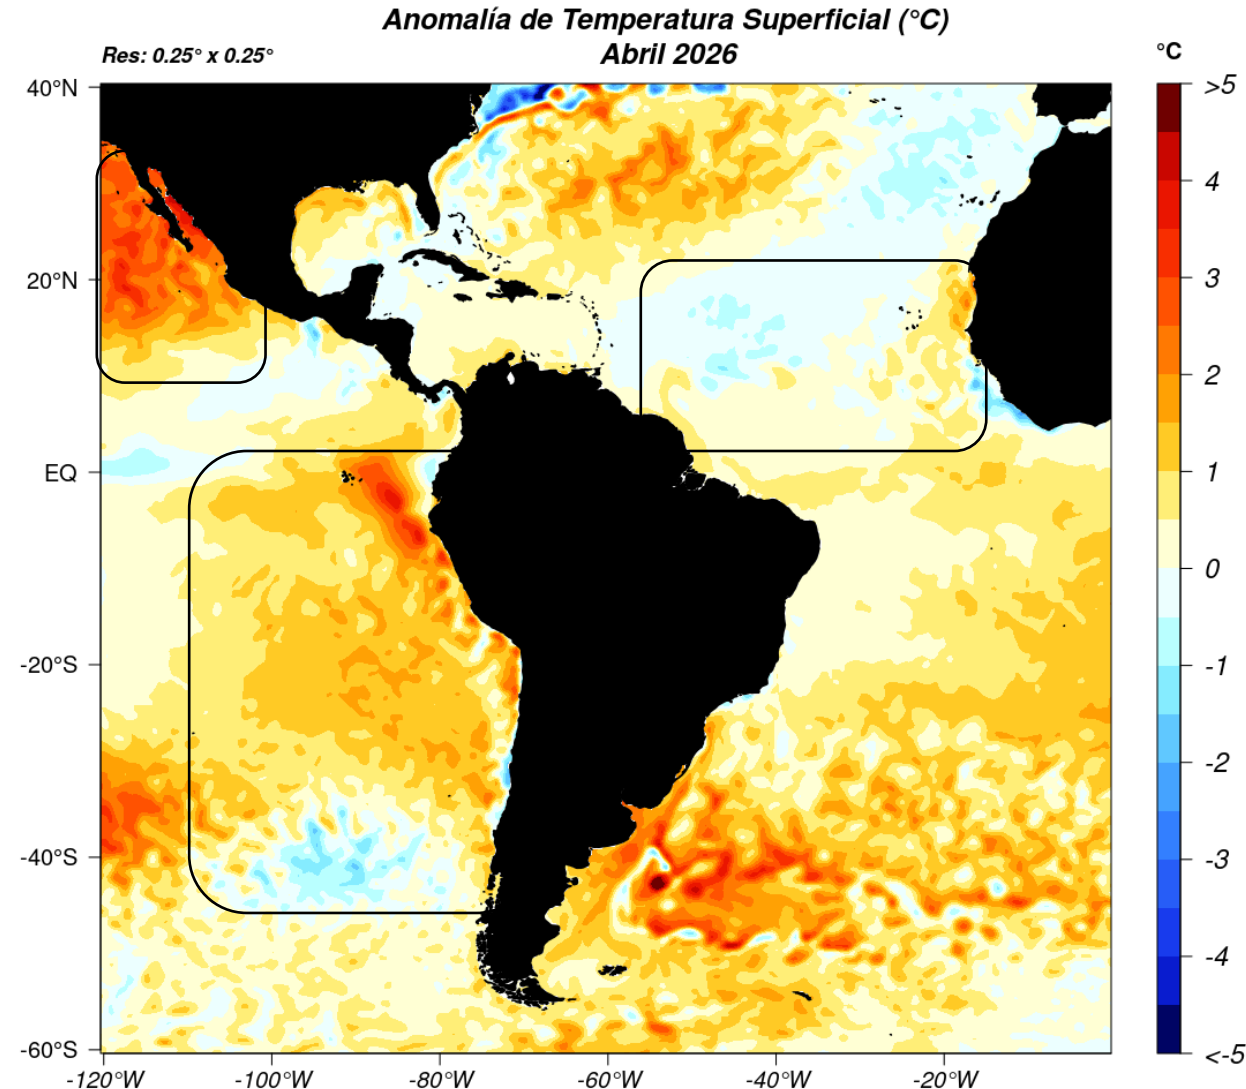 Anomalía de Temperatura Superficial (°C)
Res: 0.25° x 0.25°
Abril 2026
°C
40°N
20°N
EQ
-20°S
-40°S
-60°S
-120°W
-100°W
-80°W
-60°W
-40°W
-20°W
>5
4
3
2
1
0
-1
-2
-3
-4
<-5